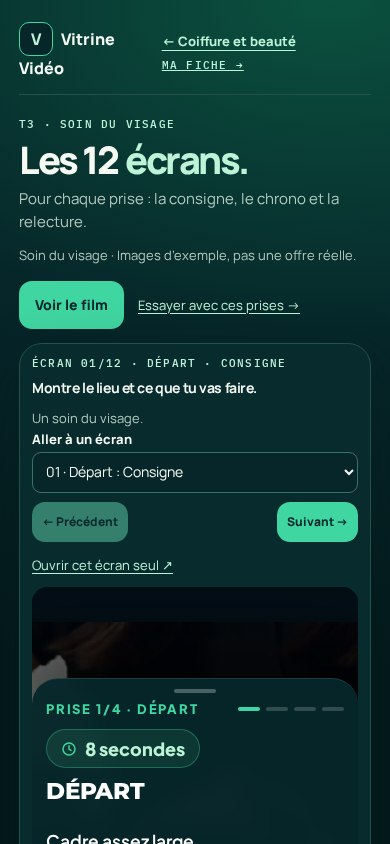 V Vitrine
Vidéo
← Coiffure et beauté
MA FICHE →
T3 · SOIN DU VISAGE
Les 12 écrans.
Pour chaque prise : la consigne, le chrono et la
relecture.
Soin du visage · Images d'exemple, pas une offre réelle.
Voir le film
Essayer avec ces prises →
ÉCRAN 01/12 · DÉPART · CONSIGNE
Montre le lieu et ce que tu vas faire.
Un soin du visage.
Aller à un écran
01 · Départ : Consigne
← Précédent
Suivant →
Ouvrir cet écran seul ↗
PRISE 1/4 · DÉPART
8 secondes
DÉPART
Cadre assez large